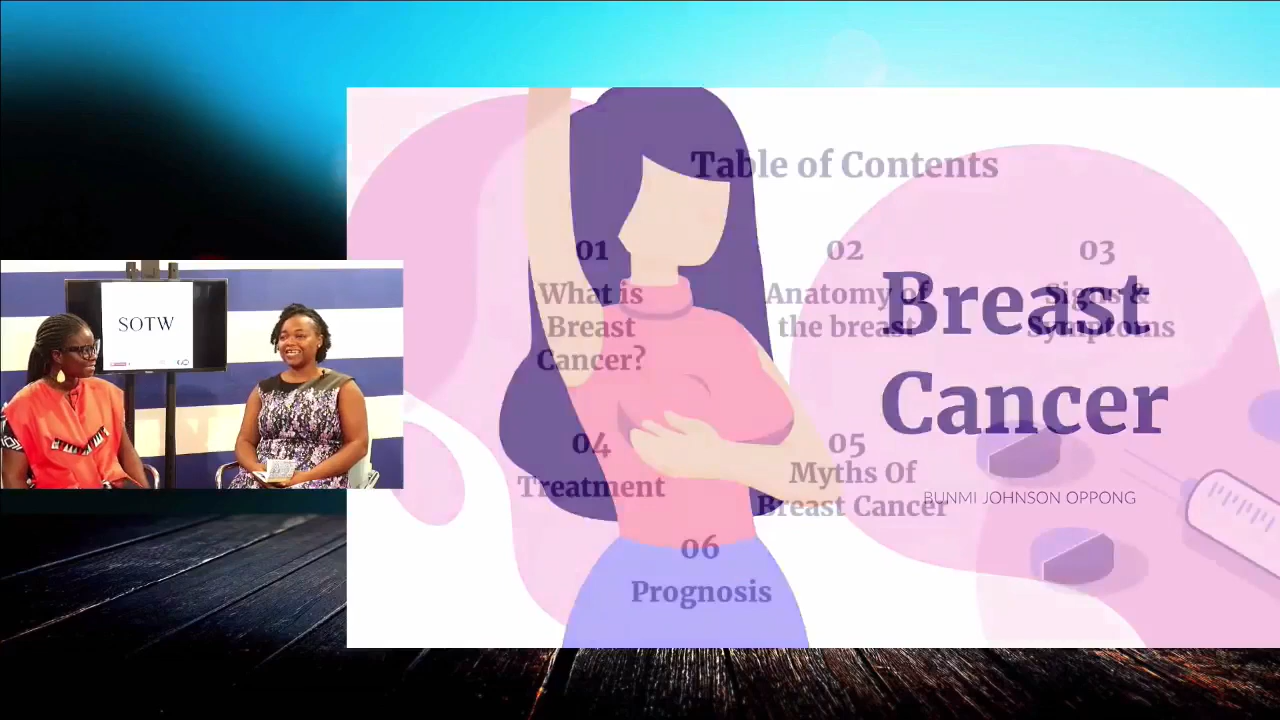 SOTW
Table of Contents
01
What is
Breast
Cancer?
02
Anatomy of
the breast
03
Signs &
Symptoms
04
Treatment
05
Myths Of
Breast Cancer
06
Prognosis
Breast
Cancer
BUNMI JOHNSON OPPONG